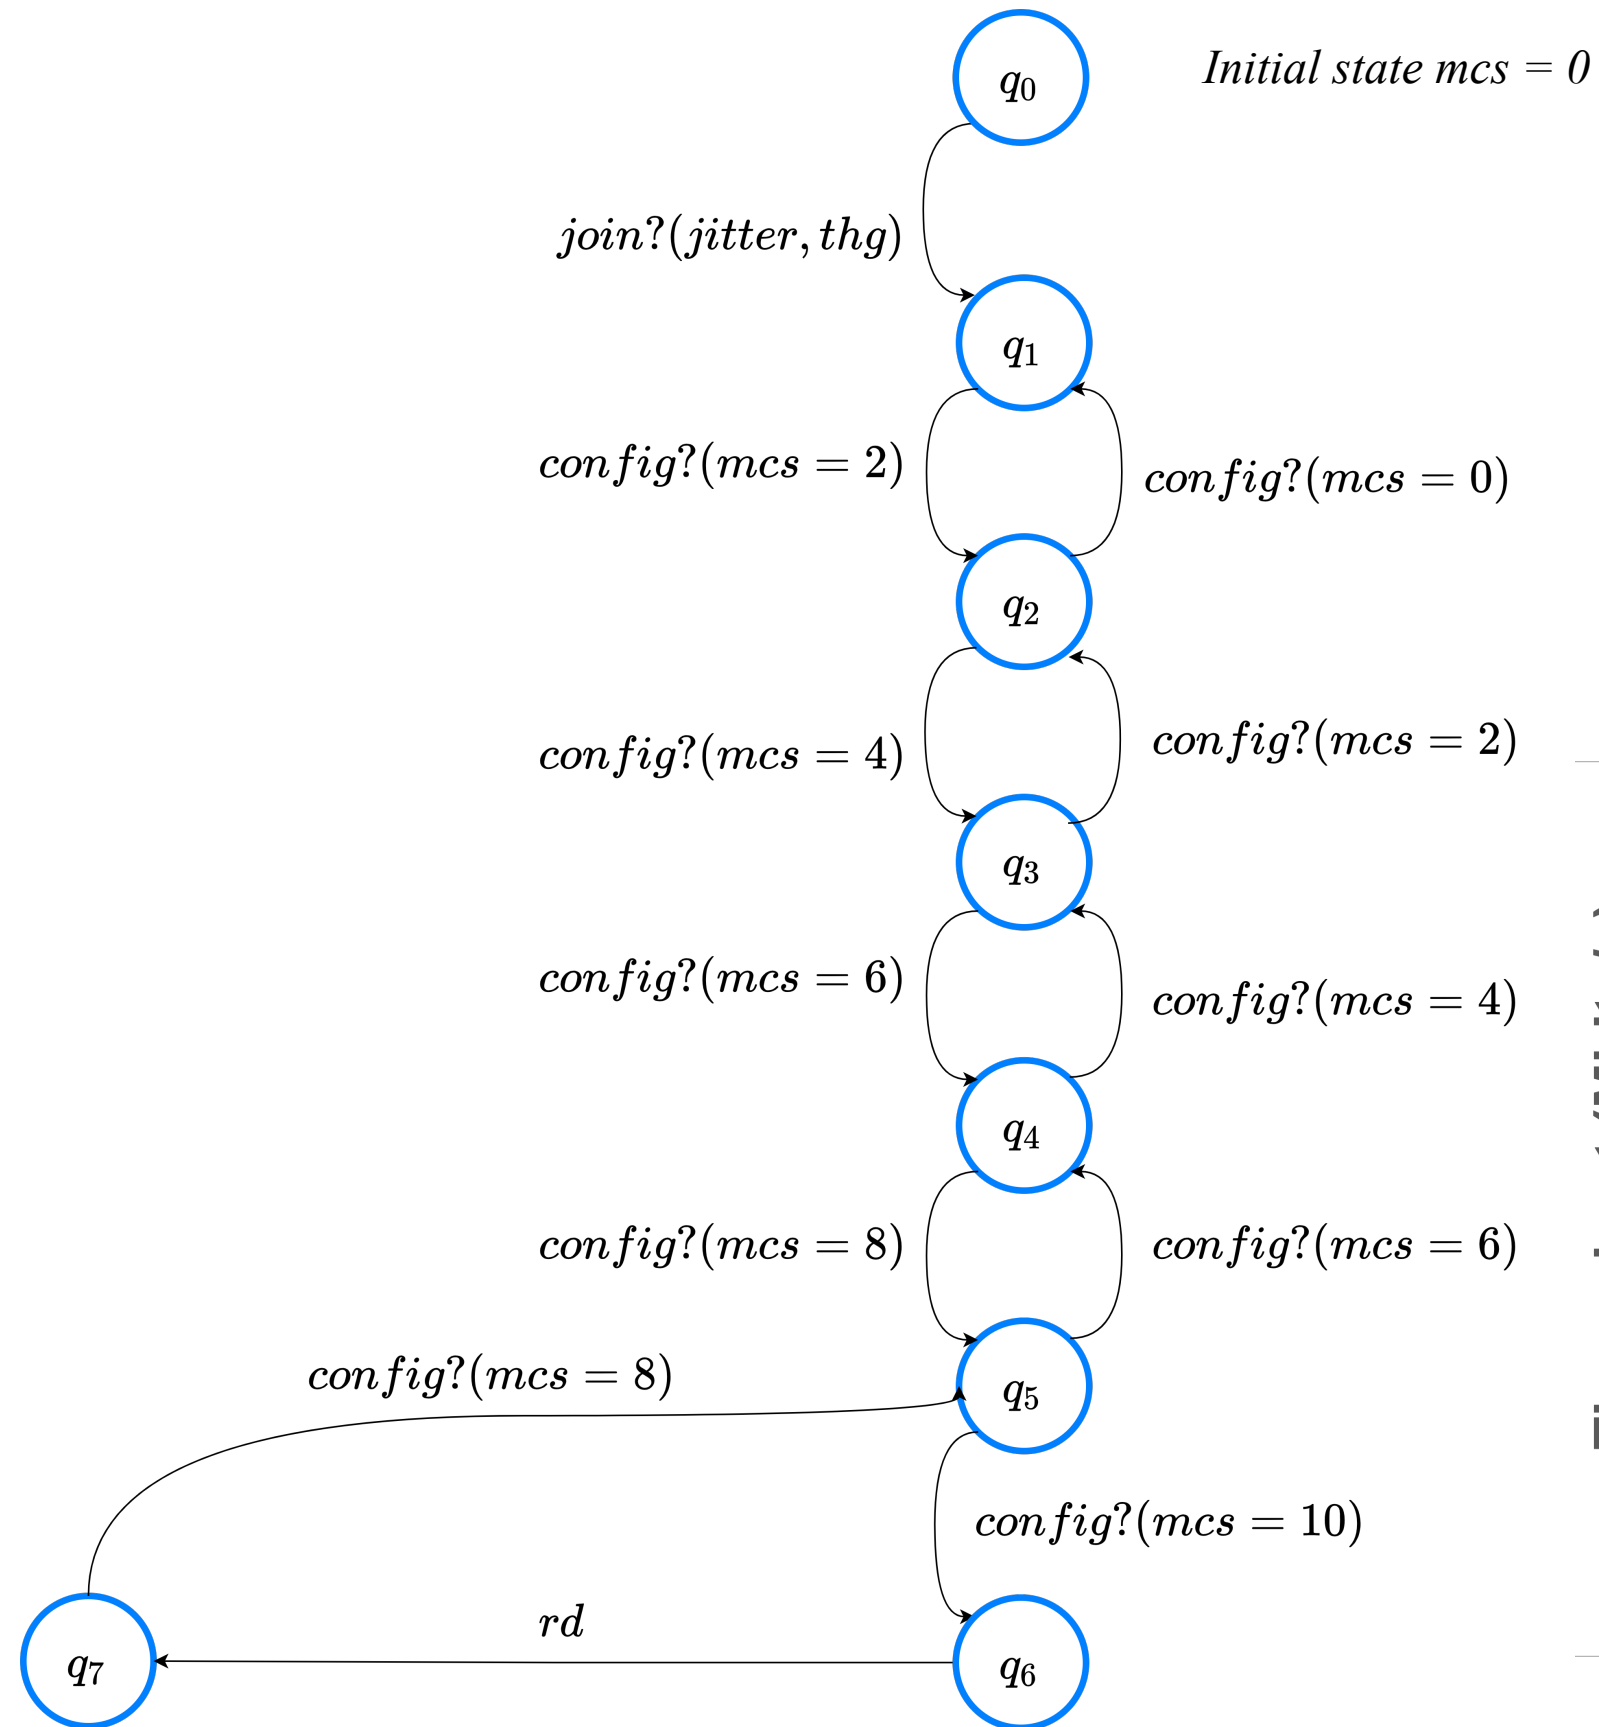 q0
Initial state mcs = 0
join?(jitter, thg)
q1
config?(mcs = 2)
config?(mcs = 0)
q2
config?(mcs = 4)
config?(mcs = 2)
q3
config?(mcs = 6)
config?(mcs = 4)
q4
config?(mcs = 8)
config?(mcs = 6)
config?(mcs = 8)
q5
config?(mcs = 10)
rd
q7
q6